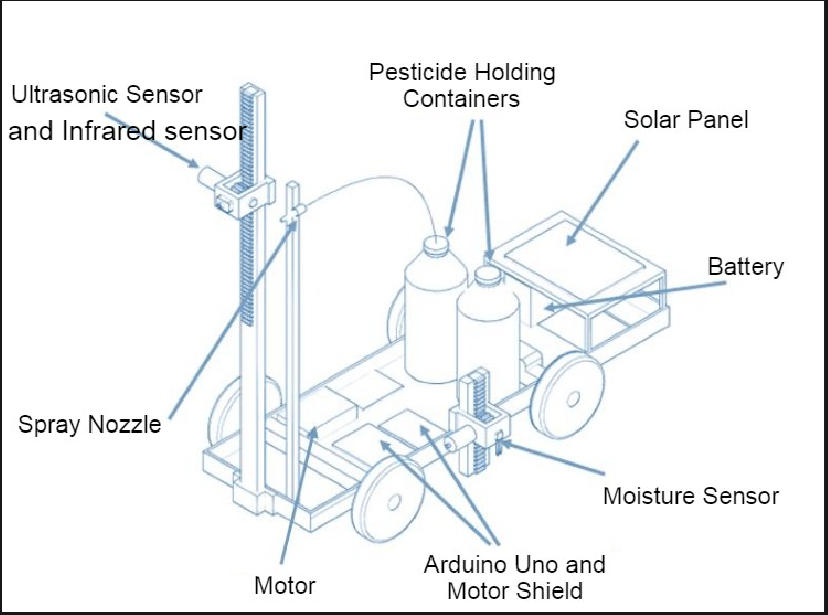 Pesticide Holding
Containers
Ultrasonic Sensor
and Infrared sensor
Solar Panel
Battery
Spray Nozzle
Moisture Sensor
Arduino Uno and
Motor Shield
Motor